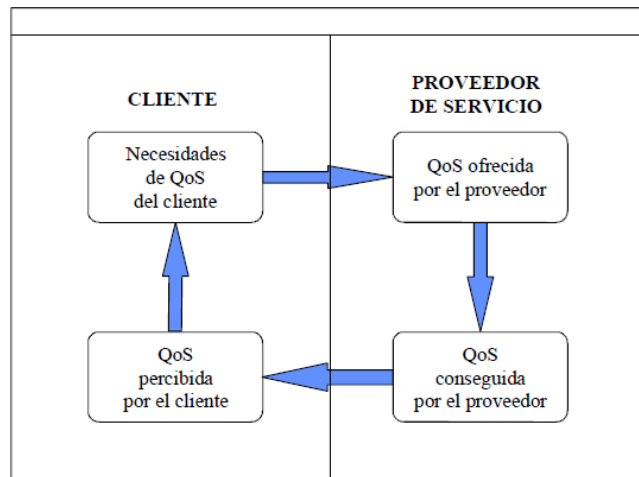 CLIENTE
PROVEEDOR
DE SERVICIO
Necesidades
de QoS
del cliente
QoS ofrecida
por el proveedor
QoS
percibida
por el cliente
QoS
conseguida
por el proveedor